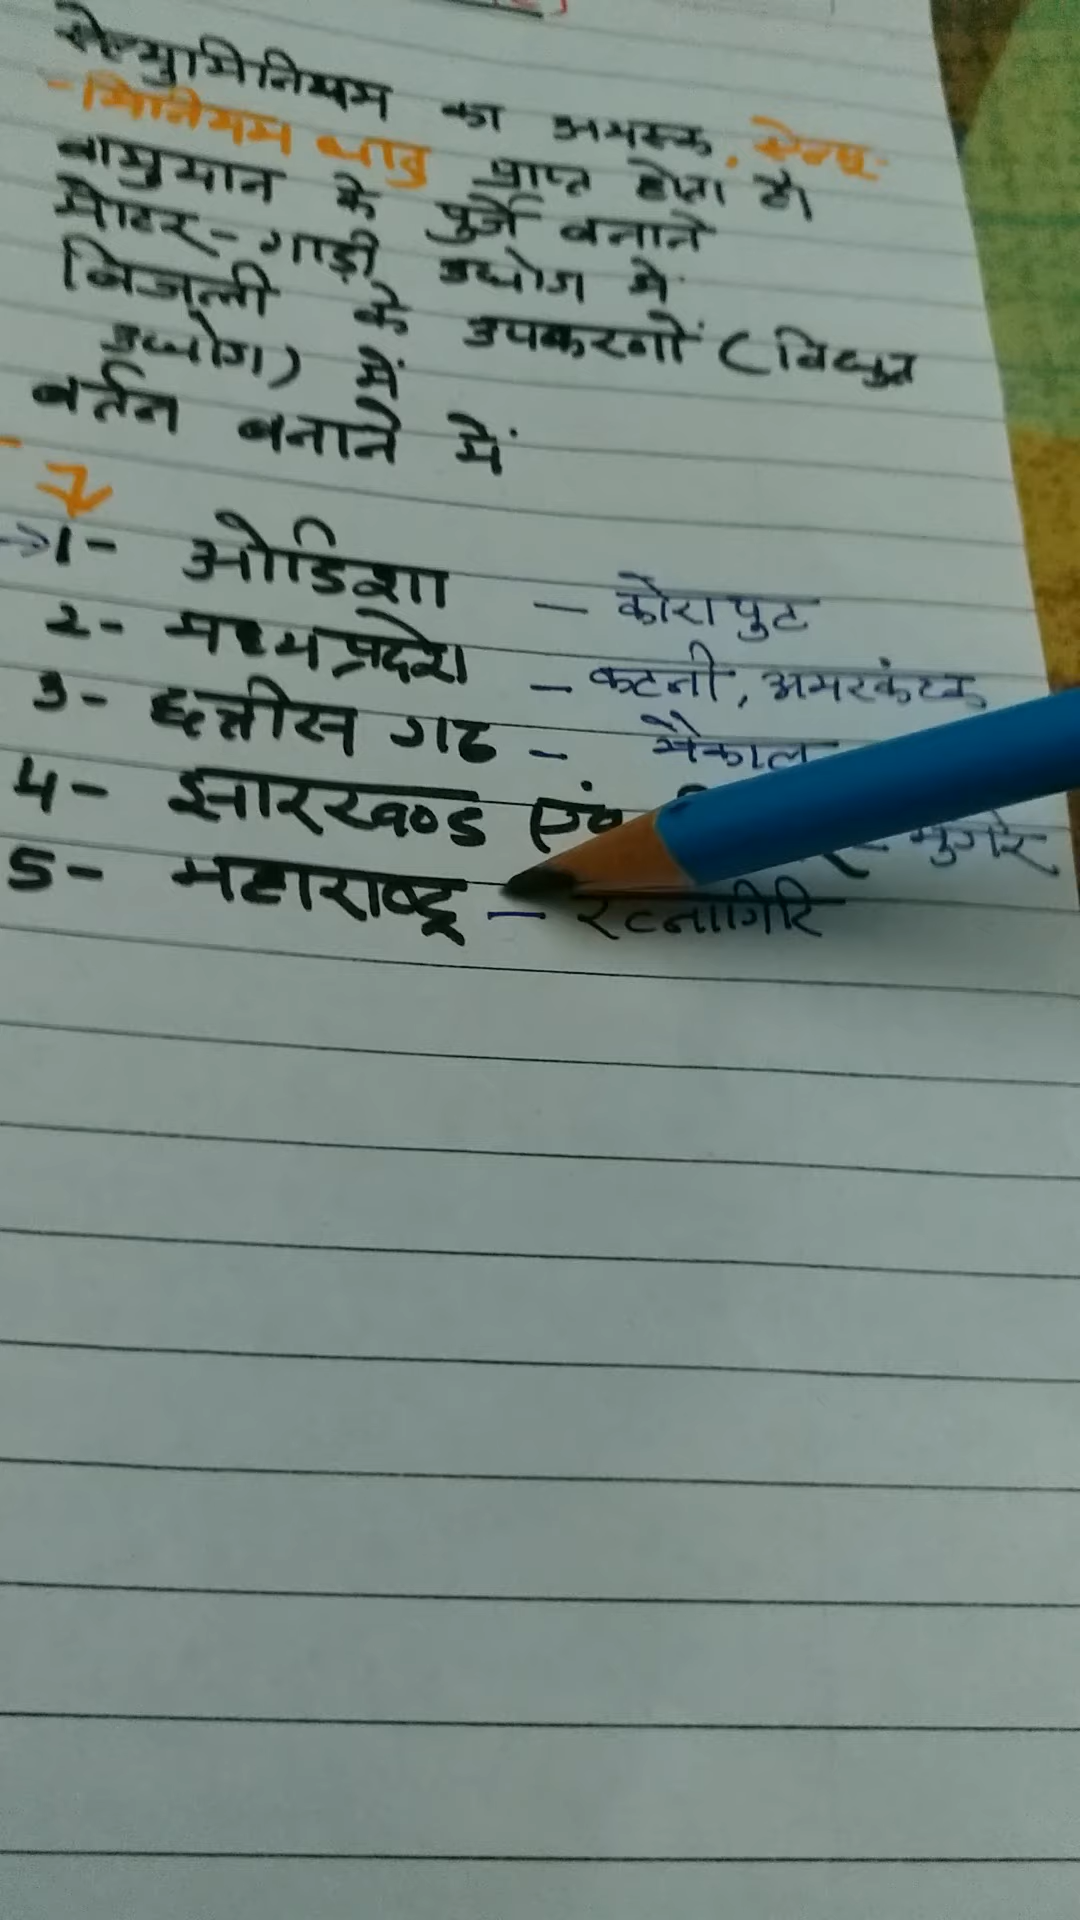 ऐल्युमिनियम का अयस्क, ऐल्यु-
-मिनियम धातु प्राप्त होता है।
वायुयान के पुर्जे बनाने
मोटर-गाड़ी उद्योग में
बिजली के उपकरणों (विद्युत
उद्योग) में
बर्तन बनाने में
→1- ओडिशा - कोरापुट
2- मध्यप्रदेश - कटनी, अमरकंटक
3- छत्तीस गढ - मैकाल
4- झारखण्ड एवं - मुंगेर
5- महाराष्ट्र - रत्नागिरि